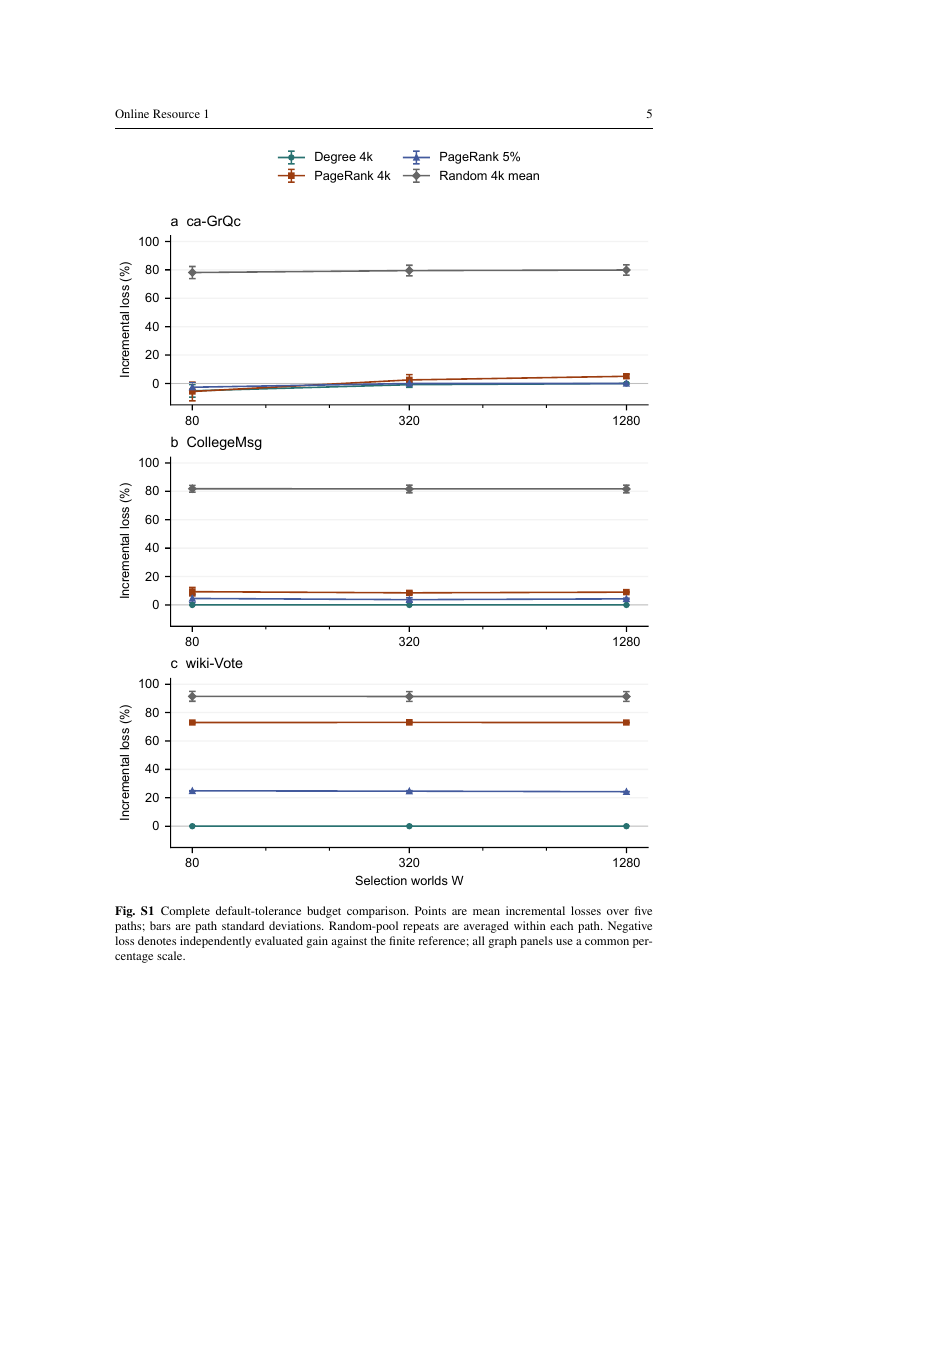 Online Resource 1 5
Degree 4k PageRank 5%
PageRank 4k Random 4k mean
a ca-GrQc
100
80
60
40
20
0
Incremental loss (%)
80 320 1280
b CollegeMsg
100
80
60
40
20
0
Incremental loss (%)
80 320 1280
c wiki-Vote
100
80
60
40
20
0
Incremental loss (%)
80 320 1280
Selection worlds W
Fig. S1 Complete default-tolerance budget comparison. Points are mean incremental losses over five
paths; bars are path standard deviations. Random-pool repeats are averaged within each path. Negative
loss denotes independently evaluated gain against the finite reference; all graph panels use a common per-
centage scale.